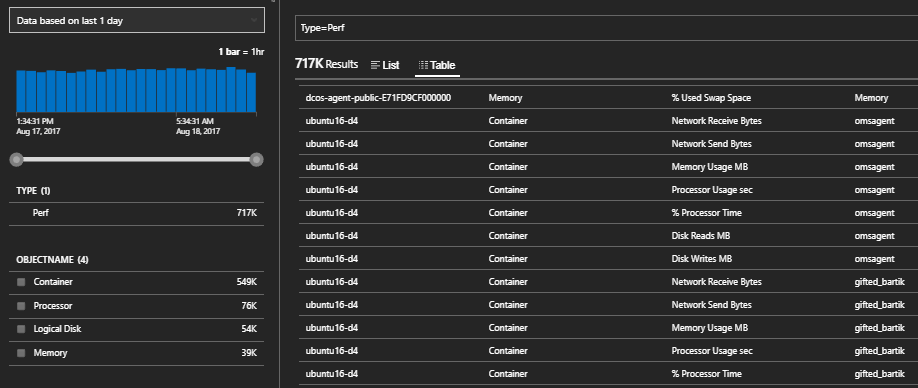 Data based on last 1 day
1 bar = 1hr
1:34:31 PM
Aug 17, 2017
5:34:31 AM
Aug 18, 2017
TYPE (1)
Perf 717K
OBJECTNAME (4)
Container 549K
Processor 76K
Logical Disk 54K
Memory 39K
Type=Perf
717K Results List Table
dcos-agent-public-E71FD9CF000000 Memory % Used Swap Space Memory
ubuntu16-d4 Container Network Receive Bytes omsagent
ubuntu16-d4 Container Network Send Bytes omsagent
ubuntu16-d4 Container Memory Usage MB omsagent
ubuntu16-d4 Container Processor Usage sec omsagent
ubuntu16-d4 Container % Processor Time omsagent
ubuntu16-d4 Container Disk Reads MB omsagent
ubuntu16-d4 Container Disk Writes MB omsagent
ubuntu16-d4 Container Network Receive Bytes gifted_bartik
ubuntu16-d4 Container Network Send Bytes gifted_bartik
ubuntu16-d4 Container Memory Usage MB gifted_bartik
ubuntu16-d4 Container Processor Usage sec gifted_bartik
ubuntu16-d4 Container % Processor Time gifted_bartik